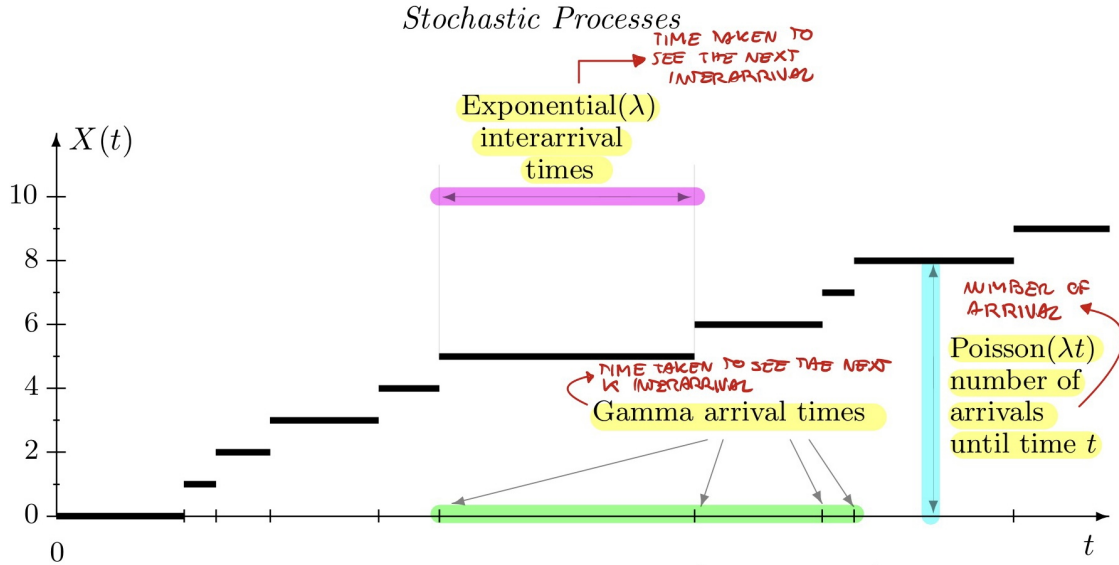 Stochastic Processes
TIME TAKEN TO
SEE THE NEXT
INTERARRIVAL
Exponential(λ)
interarrival
times
X(t)
10
8
6
4
2
0
NUMBER OF
ARRIVAL
Poisson(λt)
number of
arrivals
until time t
TIME TAKEN TO SEE THE NEXT
K INTERARRIVAL
Gamma arrival times
0
t